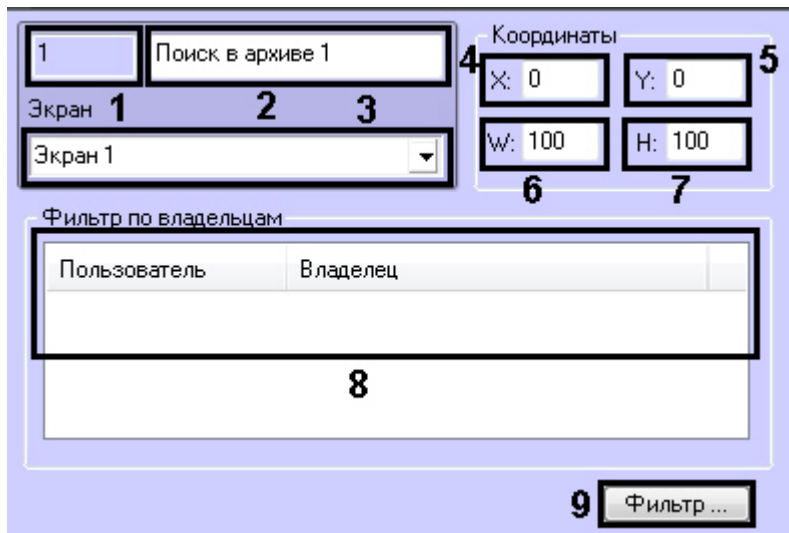 1 Поиск в архиве 1
Экран 1 2 3
Экран 1
Координаты
4 X: 0 Y: 0 5
W: 100 H: 100
6 7
Фильтр по владельцам
Пользователь Владелец
8
9 Фильтр ...